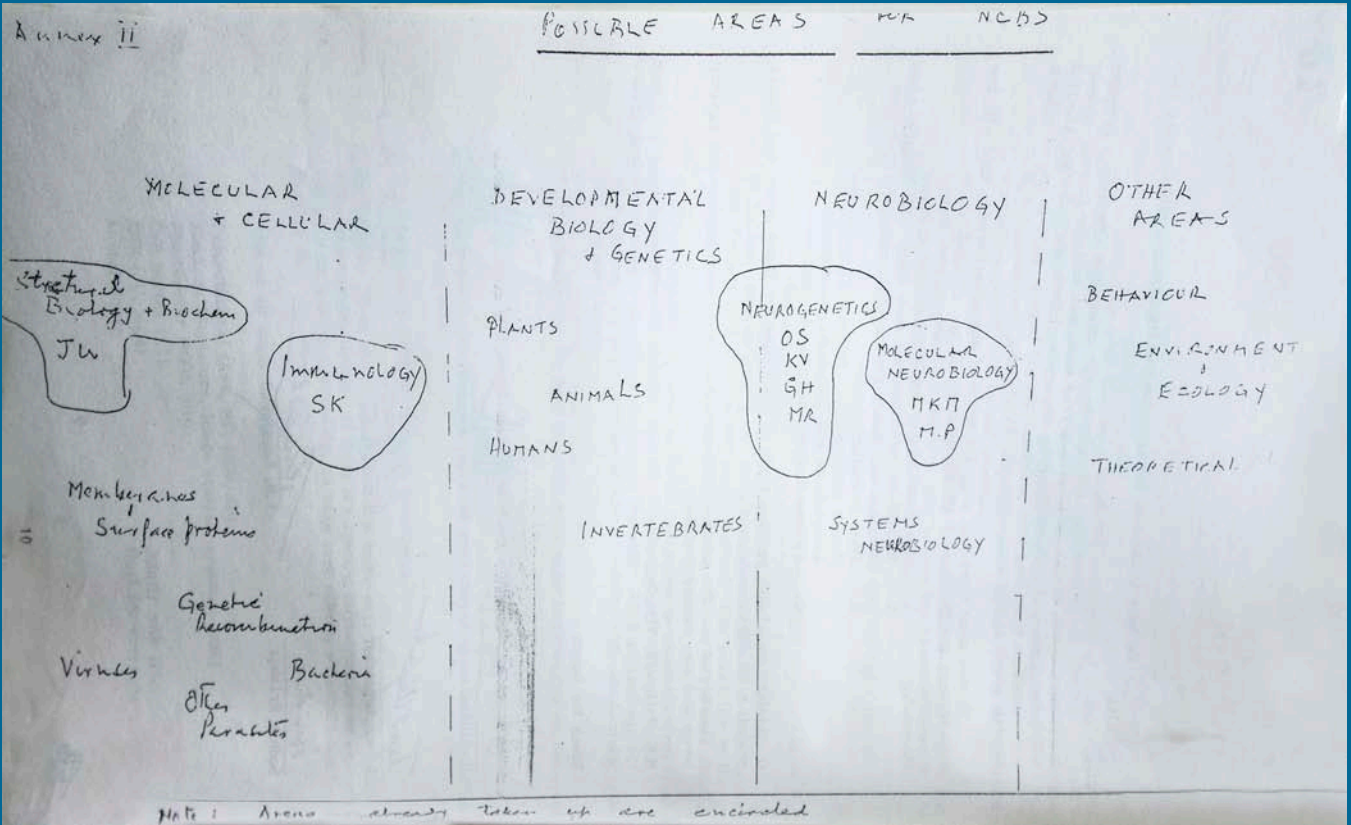 Annex ii
POSSIBLE AREAS FOR NCBS
MOLECULAR
+ CELLULAR
Structural
Biology + Biochem
JW
Immunology
SK
Membranes
Surface proteins
Genetic
Recombination
Viruses
Bacteria
Other
Parasites
DEVELOPMENTAL
BIOLOGY
& GENETICS
PLANTS
ANIMALS
HUMANS
INVERTEBRATES
NEUROBIOLOGY
NEUROGENETICS
OS
KV
GH
MR
MOLECULAR
NEUROBIOLOGY
MKM
M.P
SYSTEMS
NEUROBIOLOGY
OTHER
AREAS
BEHAVIOUR
ENVIRONMENT
ECOLOGY
THEORETICAL
10
Note: Areas already taken up are encircled